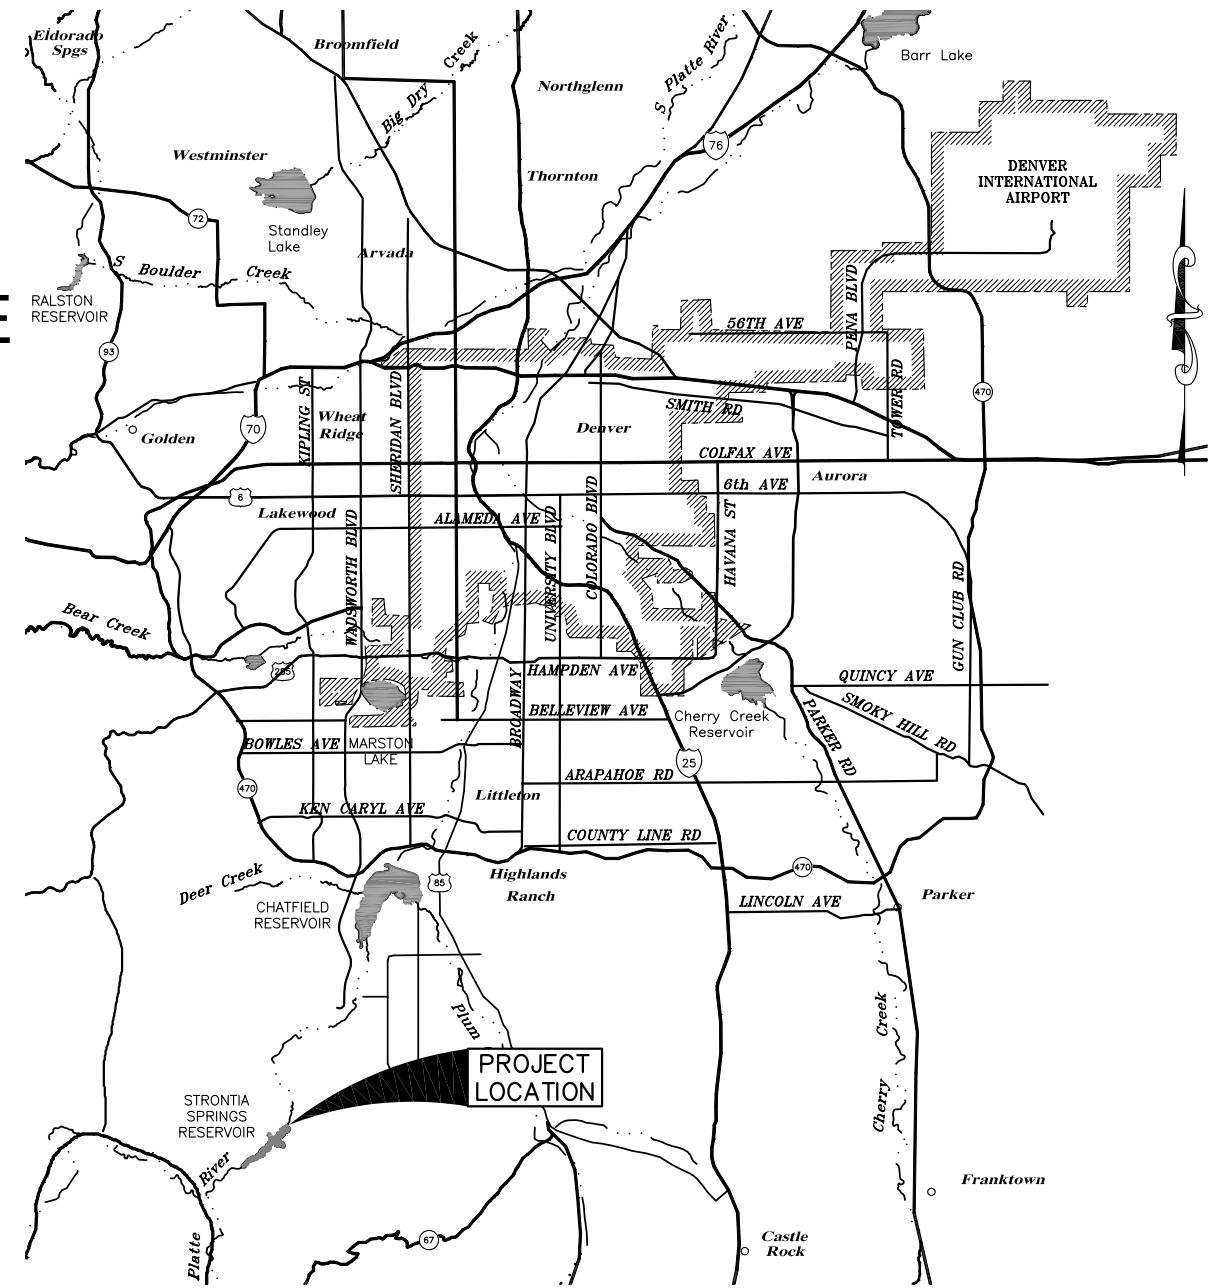 Eldorado
Spgs
Broomfield
Creek
Big Dry
S Platte River
Barr Lake
Northglenn
Westminster
76
Thornton
DENVER
INTERNATIONAL
AIRPORT
72
Standley
Lake
Arvada
S Boulder Creek
RALSTON
RESERVOIR
PENA BLVD
56TH AVE
93
KIPLING ST
SHERIDAN BLVD
TOWER RD
470
SMITH RD
Wheat
Ridge
70
Golden
Denver
COLFAX AVE
Aurora
6th AVE
6
Lakewood
ALAMEDA AVE
WADSWORTH BLVD
UNIVERSITY BLVD
COLORADO BLVD
HAVANA ST
GUN CLUB RD
Bear Creek
285
HAMPDEN AVE
QUINCY AVE
BROADWAY
BELLEVIEW AVE
Cherry Creek
Reservoir
PARKER RD
SMOKY HILL RD
BOWLES AVE
MARSTON
LAKE
25
ARAPAHOE RD
470
Littleton
KEN CARYL AVE
COUNTY LINE RD
470
Deer Creek
85
Highlands
Ranch
CHATFIELD
RESERVOIR
LINCOLN AVE
Parker
Plum
Cherry Creek
PROJECT
LOCATION
STRONTIA
SPRINGS
RESERVOIR
River
Platte
Franktown
67
Castle
Rock